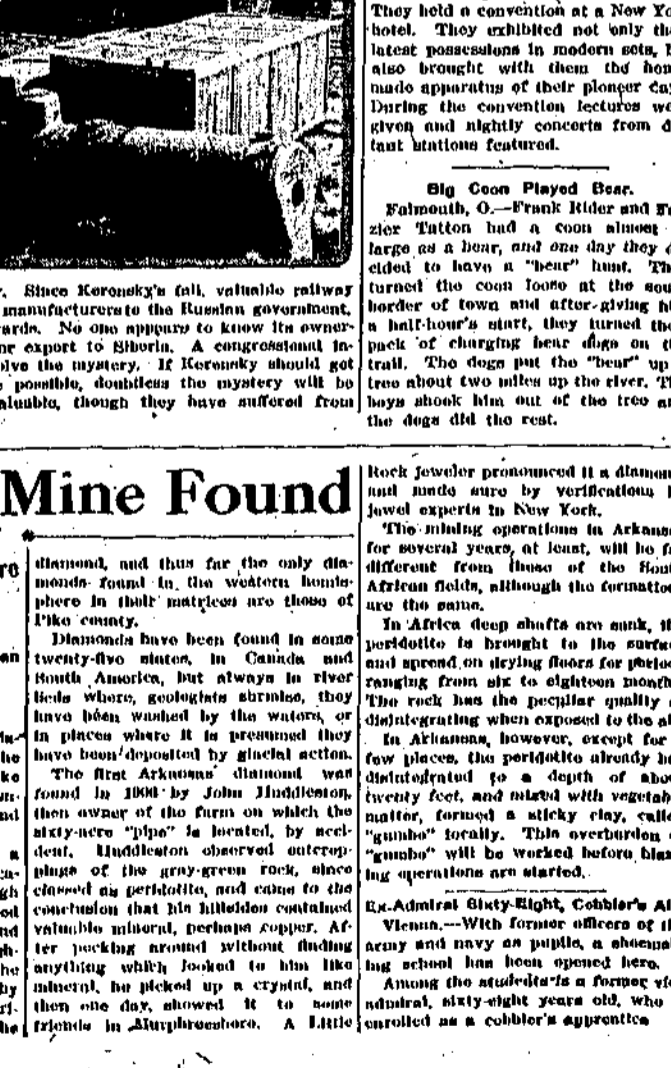 They held a convention at a New Yo
hotel. They exhibited not only the
latest possessions in modern sets, b
also brought with them the hom
made apparatus of their pioneer day
During the convention lectures we
given and nightly concerts from d
tant stations featured.
Big Coon Played Bear.
Falmouth, O.—Frank Rider and F
zier Tatton had a coon almost
large as a bear, and one day they d
cided to have a "bear" hunt. The
turned the coon loose at the sou
border of town and after giving hi
a half-hour's start, they turned the
pack of charging bear dogs on t
trail. The dogs put the "bear" up
tree about two miles up the river. T
boys shook him out of the tree an
the dogs did the rest.
. Since Kerensky's fall, valuable railway
manufacturers to the Russian government,
ards. No one appears to know its owner-
or export to Siberia. A congressional in-
olve the mystery. If Kerensky should get
possible, doubtless the mystery will be
aluable, though they have suffered from
Mine Found
diamond, and thus far the only dia-
monds found in the western hemis-
phere in their matrices are those of
Pike county.
Diamonds have been found in some
twenty-five states, in Canada and
South America, but always in river
beds where, geologists surmise, they
have been washed by the waters, or
in places where it is presumed they
have been deposited by glacial action.
The first Arkansas diamond was
found in 1906 by John Huddleston,
then owner of the farm on which the
sixty-acre "pipe" is located, by acci-
dent. Huddleston observed outcrop-
pings of the gray-green rock, since
classed as peridotite, and came to the
conclusion that his hillsides contained
valuable mineral, perhaps copper. Af-
ter pecking around without finding
anything which looked to him like
mineral, he picked up a crystal, and
then one day, showed it to some
friends in Murphreesboro. A Little
Rock jeweler pronounced it a diamon
and made sure by verifications b
jewel experts in New York.
The mining operations in Arkans
for several years, at least, will be fa
different from those of the Sout
African fields, although the formation
are the same.
In Africa deep shafts are sunk, th
peridotite is brought to the surfac
and spread on drying floors for period
ranging from six to eighteen month
The rock has the peculiar quality o
disintegrating when exposed to the ai
In Arkansas, however, except for
few places, the peridotite already ha
disintegrated to a depth of abou
twenty feet, and mixed with vegetab
matter, formed a sticky clay, calle
"gumbo" locally. This overburden o
"gumbo" will be worked before blas
ing operations are started.
Ex-Admiral Sixty-Eight, Cobbler's A
Vienna.—With former officers of th
army and navy as pupils, a shoemak
ing school has been opened here.
Among the students is a former vic
admiral, sixty-eight years old, who
enrolled as a cobbler's apprentice